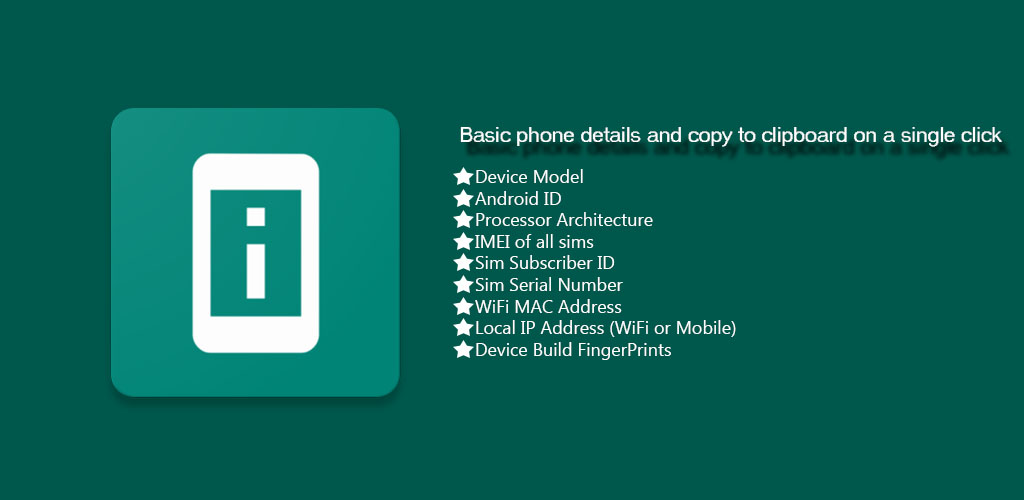 Basic phone details and copy to clipboard on a single click
Device Model
Android ID
Processor Architecture
IMEI of all sims
Sim Subscriber ID
Sim Serial Number
WiFi MAC Address
Local IP Address (WiFi or Mobile)
Device Build FingerPrints